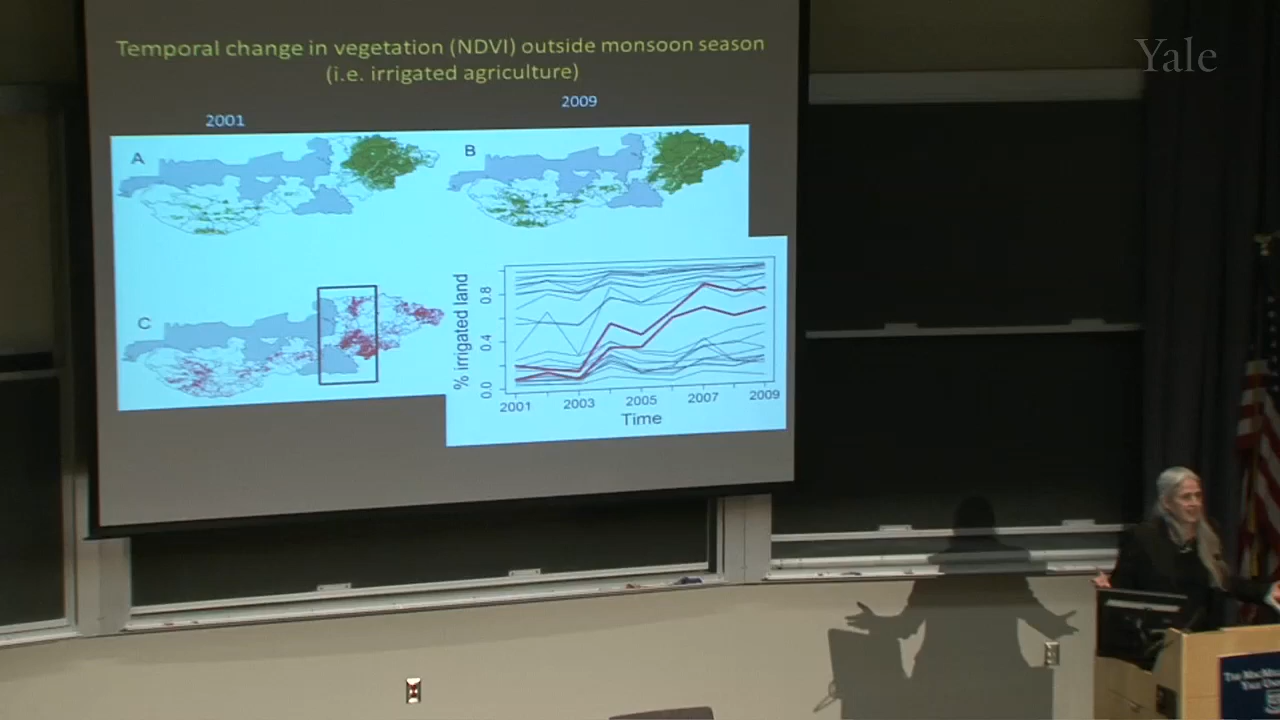 Temporal change in vegetation (NDVI) outside monsoon season
(i.e. irrigated agriculture)
2001
2009
Yale
A
B
C
% irrigated land
0.8
0.4
0.0
2001 2003 2005 2007 2009
Time